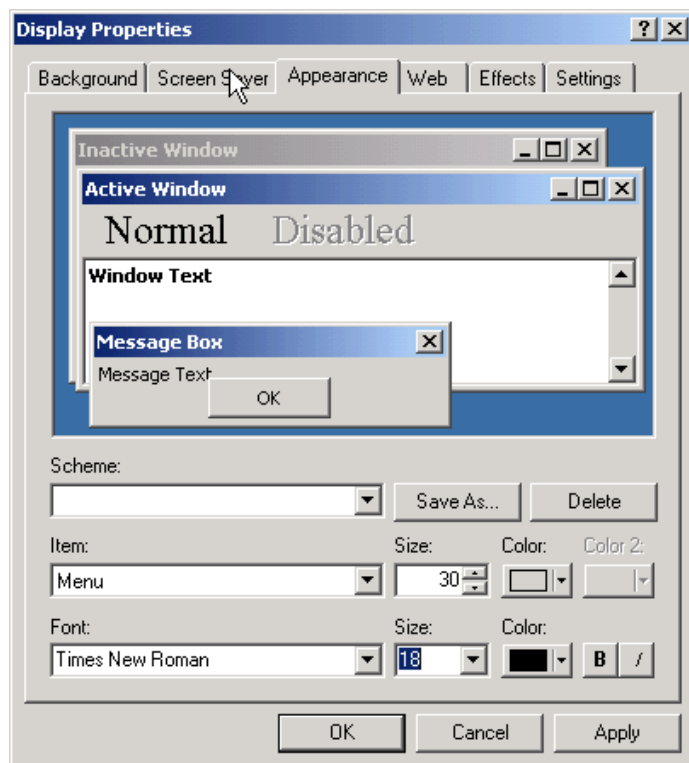 Display Properties
Background Screen Saver Appearance Web Effects Settings
Inactive Window
Active Window
Normal Disabled
Window Text
Message Box
Message Text
OK
Scheme:
Save As... Delete
Item: Size: Color: Color 2:
Menu 30
Font: Size: Color:
Times New Roman 18 B /
OK Cancel Apply